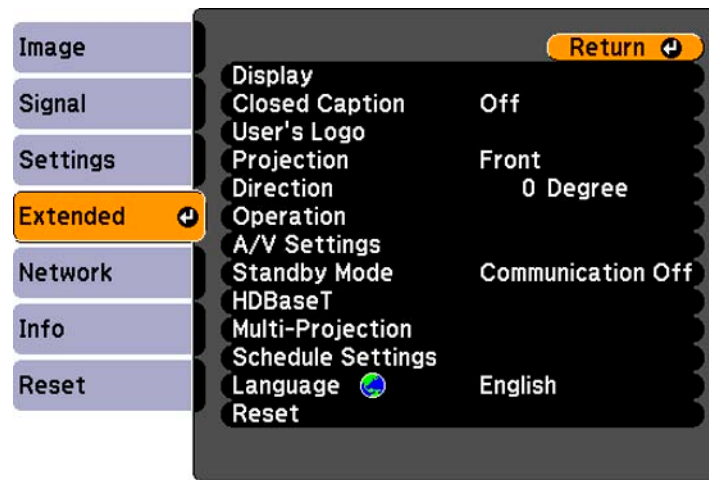 Image
Signal
Settings
Extended
Network
Info
Reset
Return
Display
Closed Caption Off
User's Logo
Projection Front
Direction 0 Degree
Operation
A/V Settings
Standby Mode Communication Off
HDBaseT
Multi-Projection
Schedule Settings
Language English
Reset